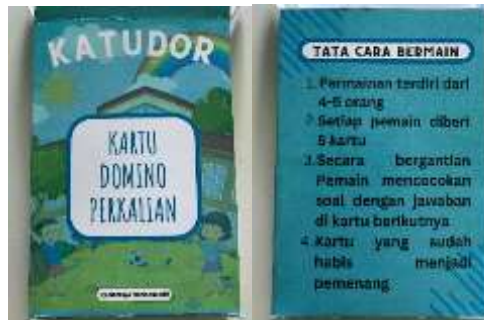 KATUDOR
KARTU
DOMINO
PERKALIAN
TATA CARA BERMAIN
1. Permainan terdiri dari
4-5 orang
2. Setiap pemain diberi
5 kartu
3. Secara bergantian
Pemain mencocokan
soal dengan jawaban
di kartu berikutnya
4. Kartu yang sudah
habis menjadi
pemenang